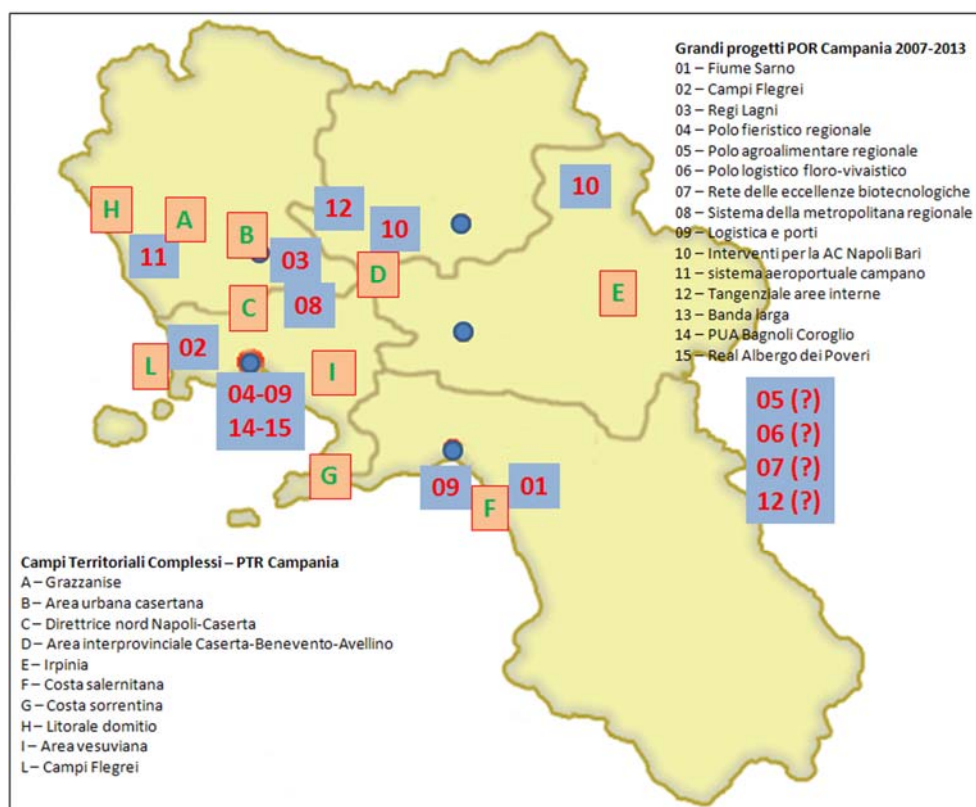 Grandi progetti POR Campania 2007-2013
01 – Fiume Sarno
02 – Campi Flegrei
03 – Regi Lagni
04 – Polo fieristico regionale
05 – Polo agroalimentare regionale
06 – Polo logistico floro-vivaistico
07 – Rete delle eccellenze biotecnologiche
08 – Sistema della metropolitana regionale
09 – Logistica e porti
10 – Interventi per la AC Napoli Bari
11 – sistema aeroportuale campano
12 – Tangenziale aree interne
13 – Banda larga
14 – PUA Bagnoli Coroglio
15 – Real Albergo dei Poveri
10
H
A
12
B
10
11
03
D
C
08
E
02
L
I
04-09
14-15
05 (?)
06 (?)
07 (?)
12 (?)
G
09
01
F
Campi Territoriali Complessi – PTR Campania
A – Grazzanise
B – Area urbana casertana
C – Direttrice nord Napoli-Caserta
D – Area interprovinciale Caserta-Benevento-Avellino
E – Irpinia
F – Costa salernitana
G – Costa sorrentina
H – Litorale domitio
I – Area vesuviana
L – Campi Flegrei